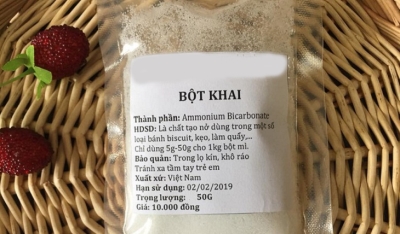 BỘT KHAI
Thành phần: Ammonium Bicarbonate
HDSD: Là chất tạo nở dùng trong một số
loại bánh biscuit, kẹo, làm quẩy,...
Chỉ dùng 5g-50g cho 1kg bột mì.
Bảo quản: Trong lọ kín, khô ráo
Tránh xa tầm tay trẻ em
Xuất xứ: Việt Nam
Hạn sử dụng: 02/02/2019
Trọng lượng: 50G
Giá: 10.000 đồng